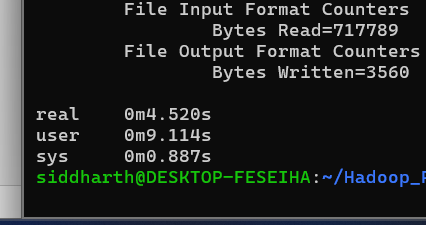 File Input Format Counters
Bytes Read=717789
File Output Format Counters
Bytes Written=3560
real 0m4.520s
user 0m9.114s
sys 0m0.887s
siddharth@DESKTOP-FESEIHA:~/Hadoop_